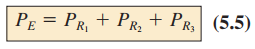 P_E = P_{R_1} + P_{R_2} + P_{R_3} (5.5)